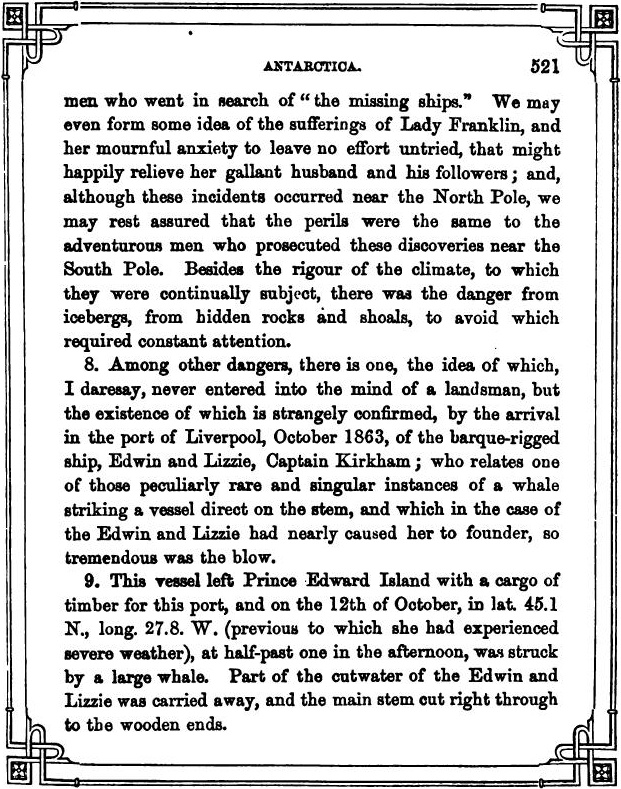 ANTARCTICA. 521
men who went in search of “the missing ships.” We may
even form some idea of the sufferings of Lady Franklin, and
her mournful anxiety to leave no effort untried, that might
happily relieve her gallant husband and his followers; and,
although these incidents occurred near the North Pole, we
may rest assured that the perils were the same to the
adventurous men who prosecuted these discoveries near the
South Pole. Besides the rigour of the climate, to which
they were continually subject, there was the danger from
icebergs, from hidden rocks and shoals, to avoid which
required constant attention.
8. Among other dangers, there is one, the idea of which,
I daresay, never entered into the mind of a landsman, but
the existence of which is strangely confirmed, by the arrival
in the port of Liverpool, October 1863, of the barque-rigged
ship, Edwin and Lizzie, Captain Kirkham; who relates one
of those peculiarly rare and singular instances of a whale
striking a vessel direct on the stem, and which in the case of
the Edwin and Lizzie had nearly caused her to founder, so
tremendous was the blow.
9. This vessel left Prince Edward Island with a cargo of
timber for this port, and on the 12th of October, in lat. 45.1
N., long. 27.8. W. (previous to which she had experienced
severe weather), at half-past one in the afternoon, was struck
by a large whale. Part of the cutwater of the Edwin and
Lizzie was carried away, and the main stem cut right through
to the wooden ends.